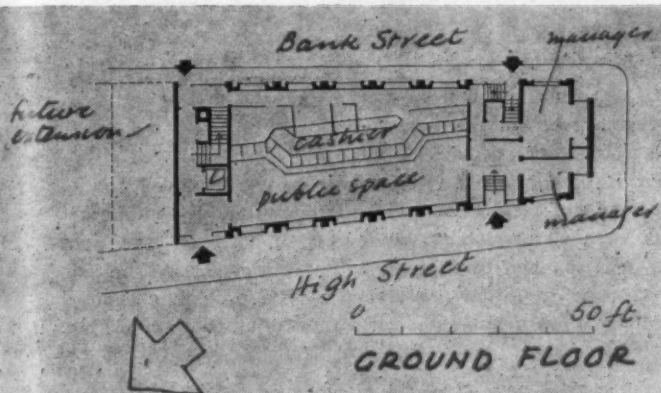 Bank Street
manager
future
extension
cashier
public space
L
manager
High Street
0 50 ft.
GROUND FLOOR